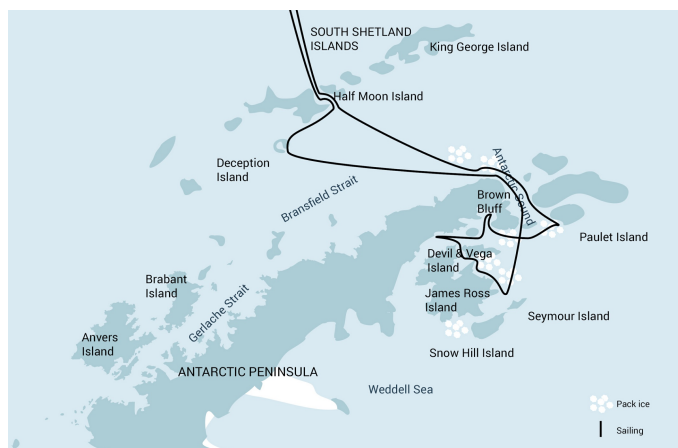 SOUTH SHETLAND
ISLANDS
King George Island
Half Moon Island
Deception
Island
Bransfield Strait
Antarctic Sound
Brown
Bluff
Paulet Island
Devil & Vega
Island
Brabant
Island
James Ross
Island
Gerlache Strait
Seymour Island
Anvers
Island
Snow Hill Island
ANTARCTIC PENINSULA
Weddell Sea
Pack ice
Sailing